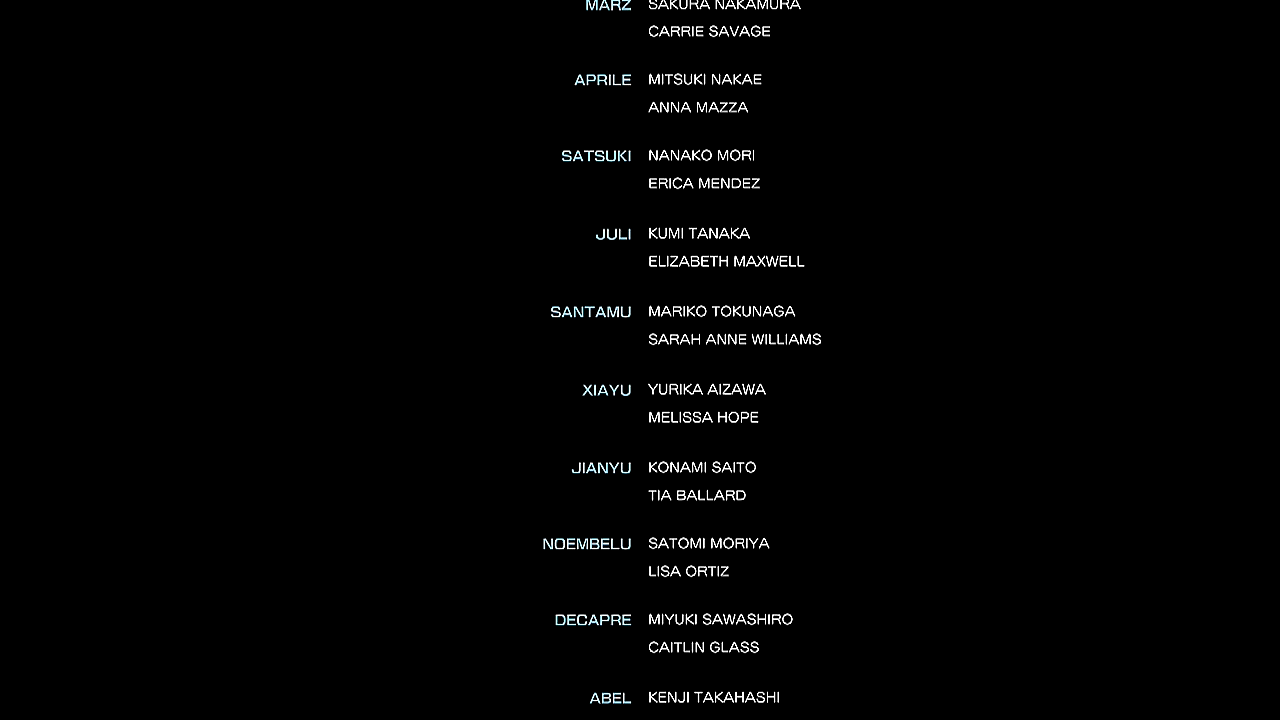 MARZ SAKURA NAKAMURA
CARRIE SAVAGE
APRILE MITSUKI NAKAE
ANNA MAZZA
SATSUKI NANAKO MORI
ERICA MENDEZ
JULI KUMI TANAKA
ELIZABETH MAXWELL
SANTAMU MARIKO TOKUNAGA
SARAH ANNE WILLIAMS
XIAYU YURIKA AIZAWA
MELISSA HOPE
JIANYU KONAMI SAITO
TIA BALLARD
NOEMBELU SATOMI MORIYA
LISA ORTIZ
DECAPRE MIYUKI SAWASHIRO
CAITLIN GLASS
ABEL KENJI TAKAHASHI